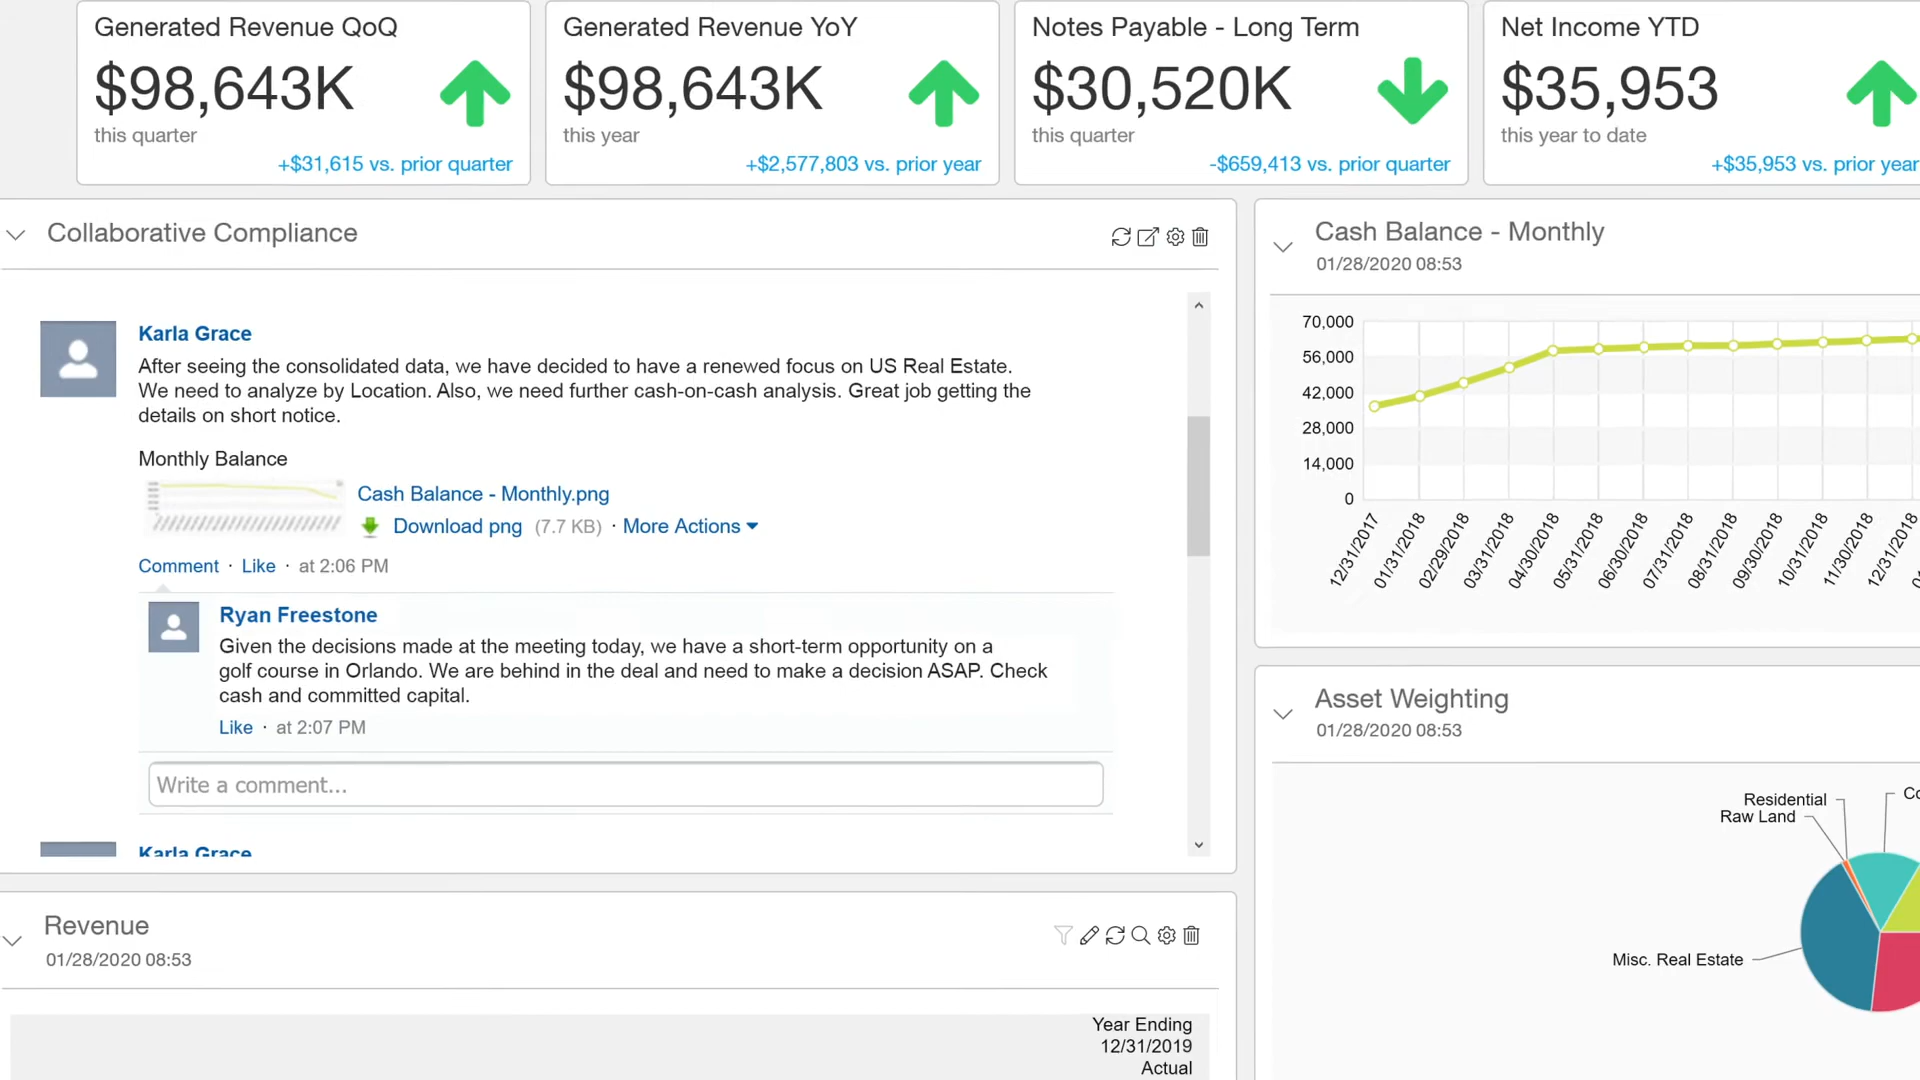 Generated Revenue QoQ
$98,643K
this quarter
+$31,615 vs. prior quarter
Generated Revenue YoY
$98,643K
this year
+$2,577,803 vs. prior year
Notes Payable - Long Term
$30,520K
this quarter
-$659,413 vs. prior quarter
Net Income YTD
$35,953
this year to date
+$35,953 vs. prior year
Collaborative Compliance
Karla Grace
After seeing the consolidated data, we have decided to have a renewed focus on US Real Estate.
We need to analyze by Location. Also, we need further cash-on-cash analysis. Great job getting the
details on short notice.
Monthly Balance
Cash Balance - Monthly.png
Download png (7.7 KB) · More Actions
Comment · Like · at 2:06 PM
Ryan Freestone
Given the decisions made at the meeting today, we have a short-term opportunity on a
golf course in Orlando. We are behind in the deal and need to make a decision ASAP. Check
cash and committed capital.
Like · at 2:07 PM
Write a comment...
Karla Grace
Revenue
01/28/2020 08:53
Year Ending
12/31/2019
Actual
Cash Balance - Monthly
01/28/2020 08:53
70,000
56,000
42,000
28,000
14,000
0
12/31/2017
01/31/2018
02/29/2018
03/31/2018
04/30/2018
05/31/2018
06/30/2018
07/31/2018
08/31/2018
09/30/2018
10/31/2018
11/30/2018
12/31/2018
Asset Weighting
01/28/2020 08:53
Residential
Raw Land
Misc. Real Estate